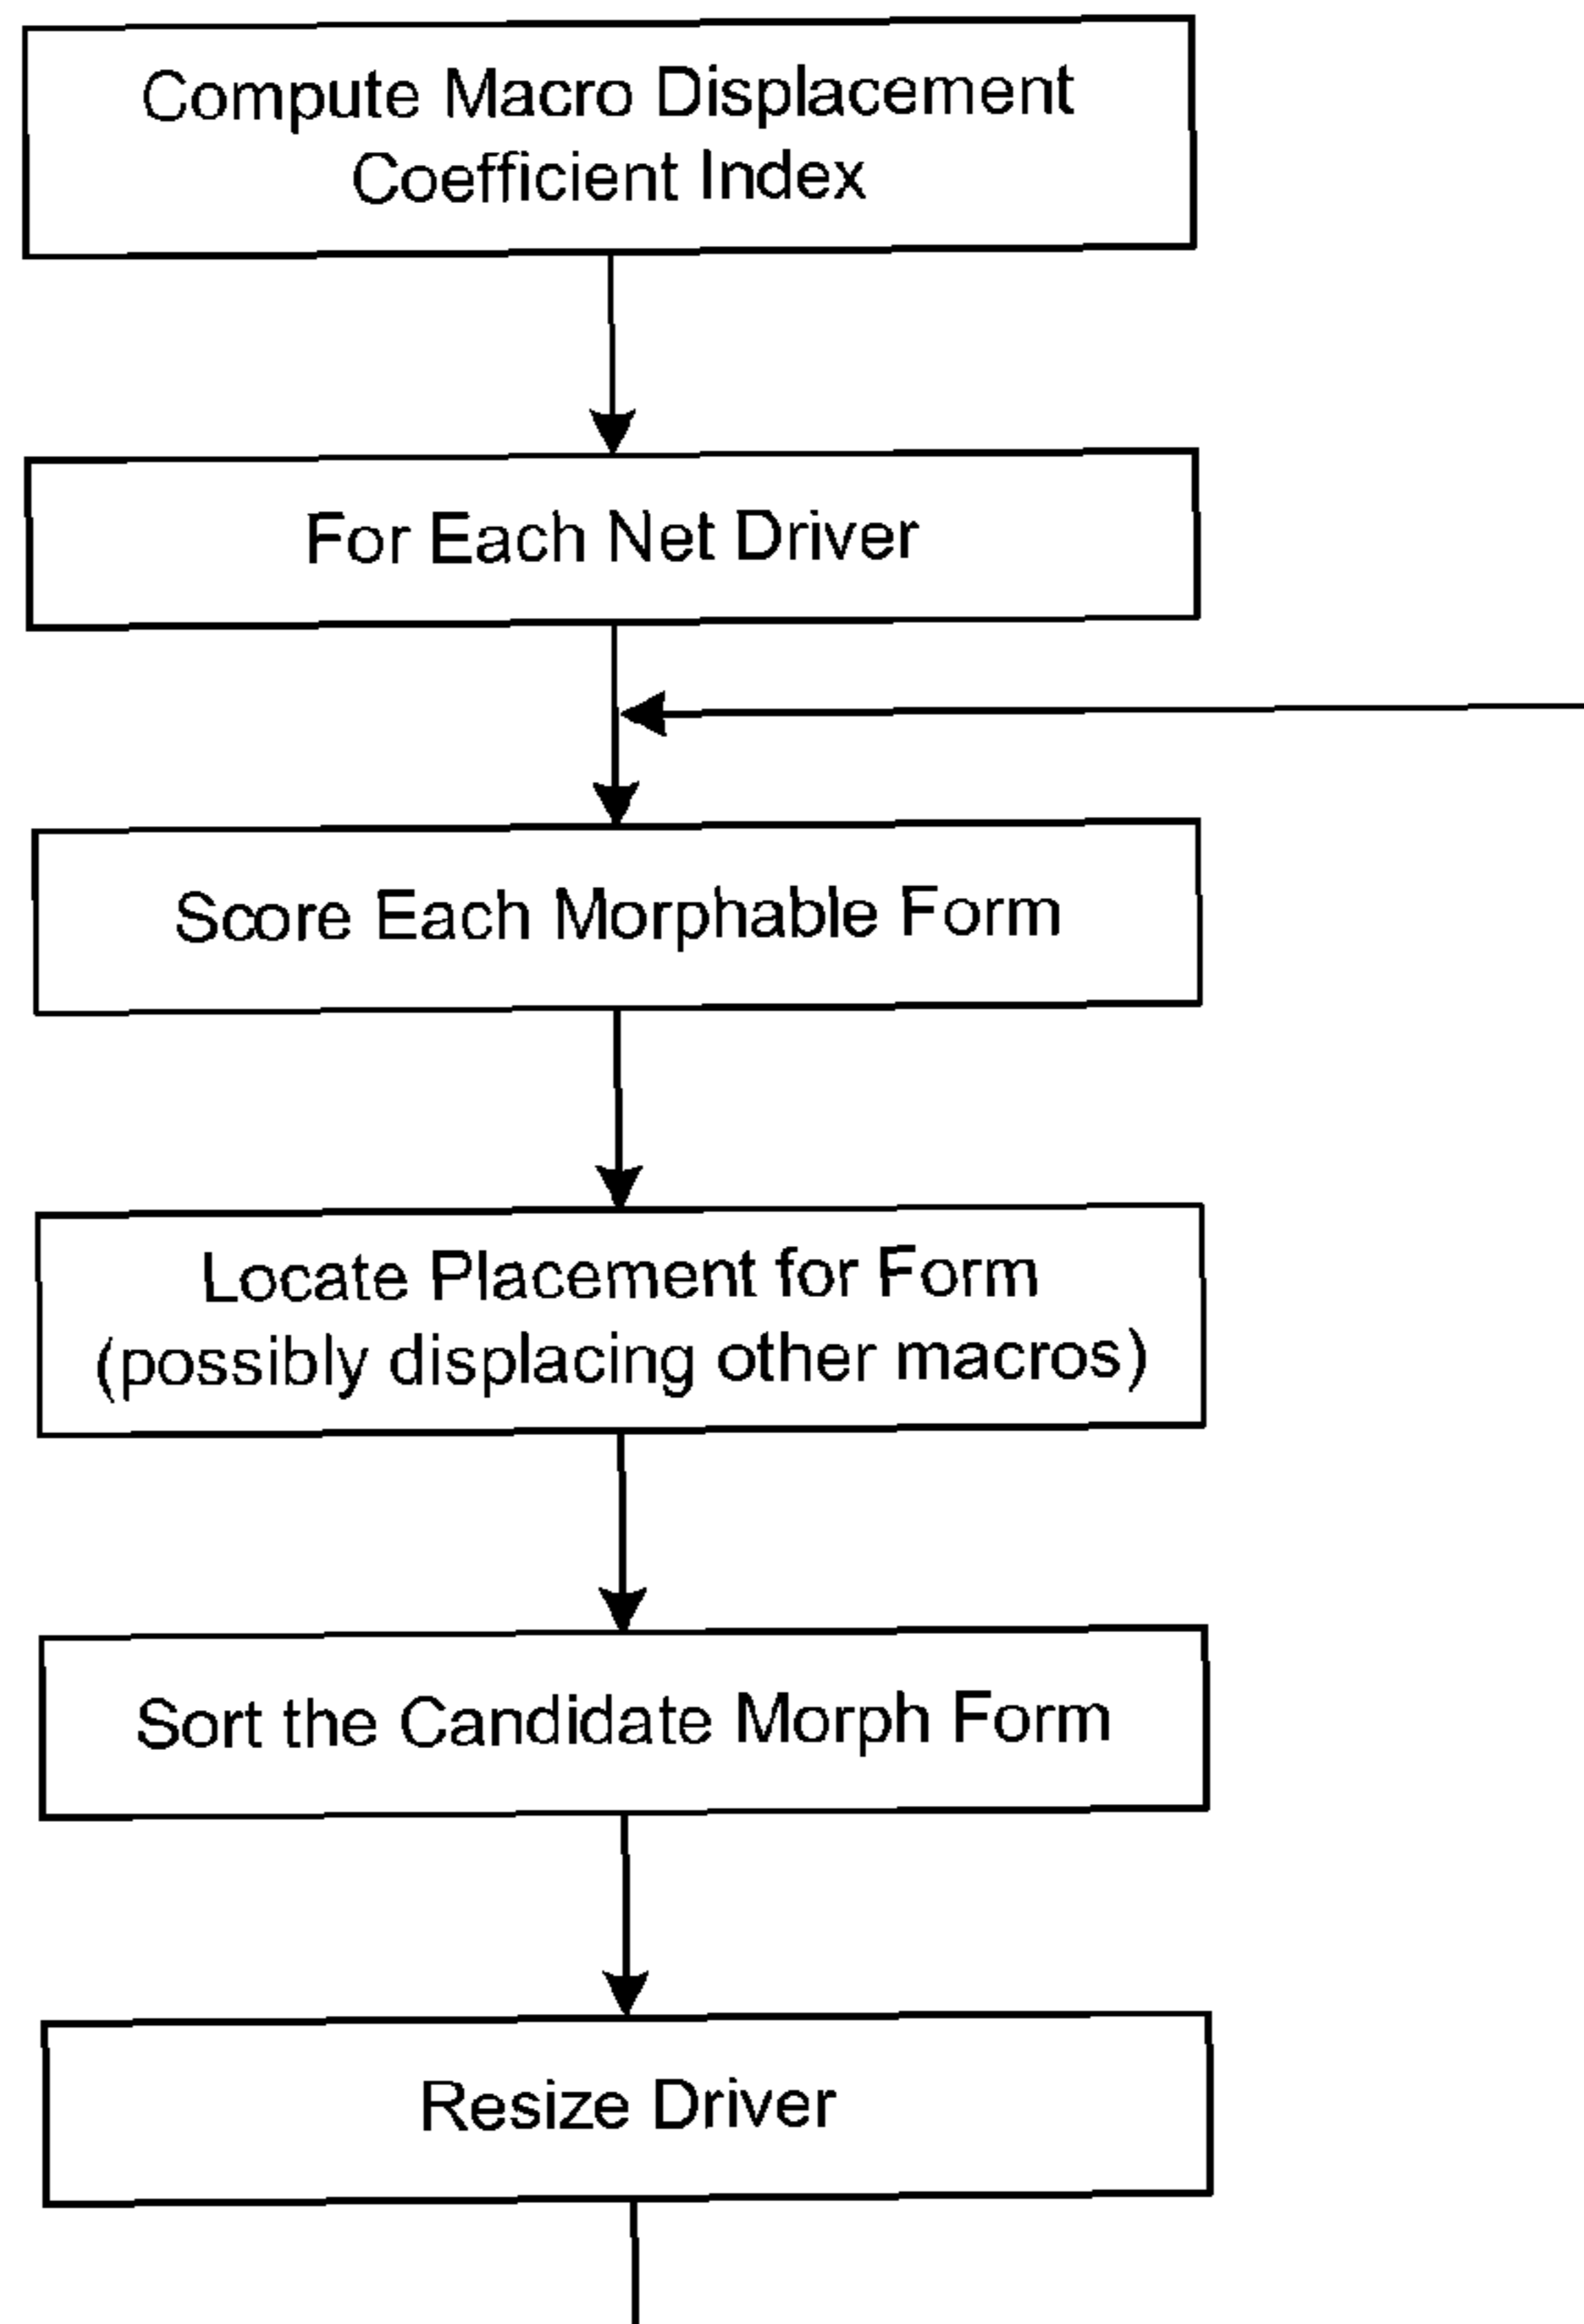 Compute Macro Displacement
Coefficient Index
For Each Net Driver
Score Each Morphable Form
Locate Placement for Form
(possibly displacing other macros)
Sort the Candidate Morph Form
Resize Driver